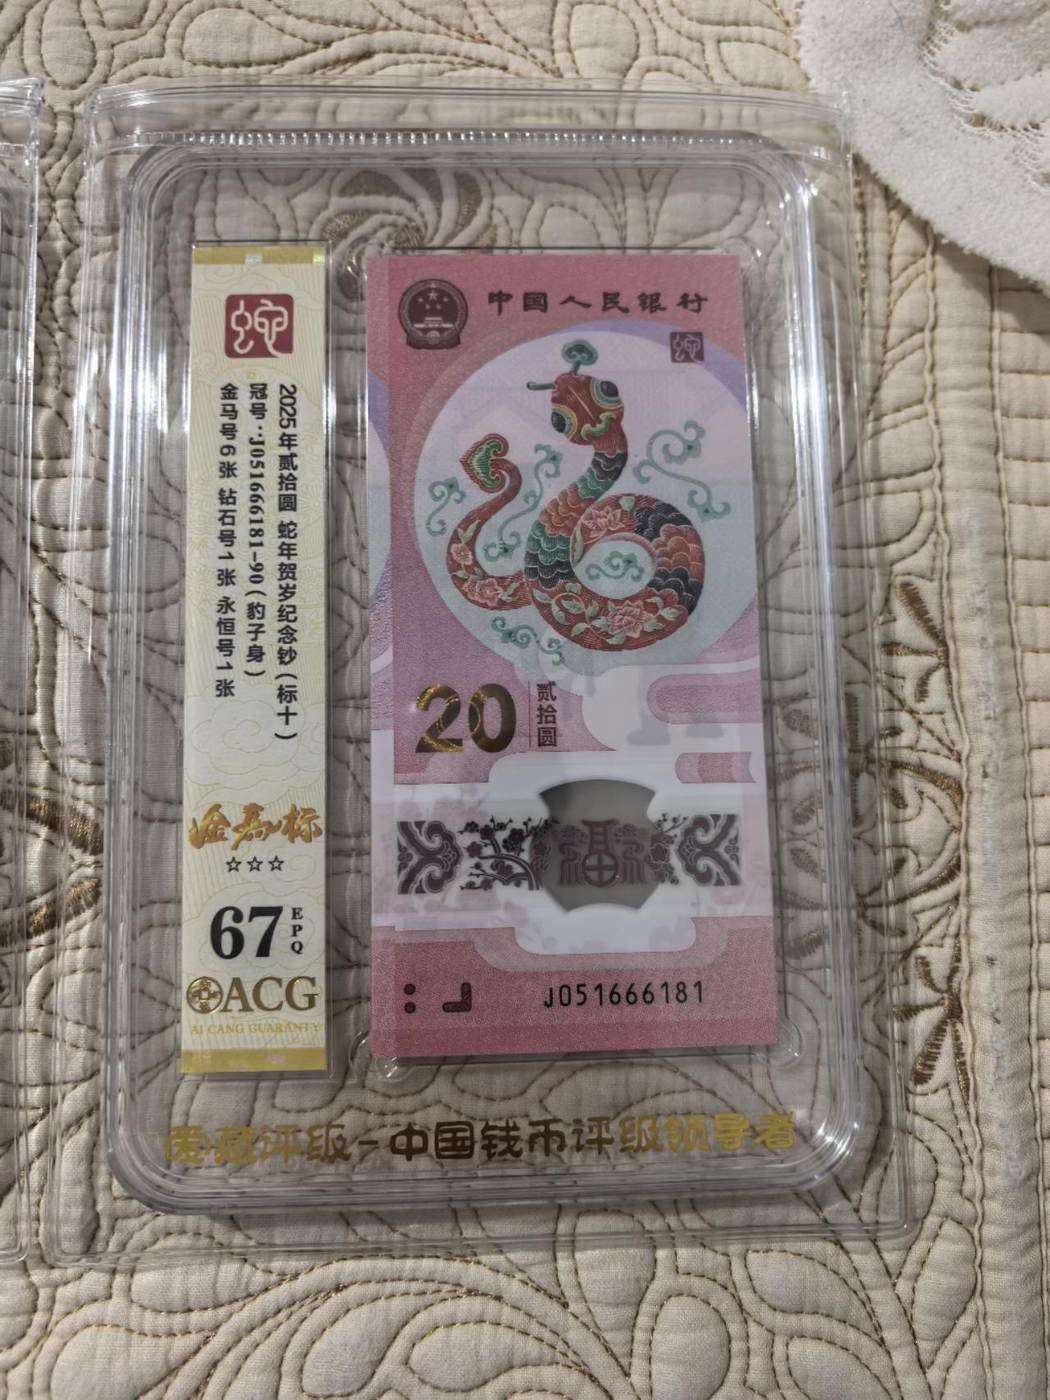 蛇
2025年贰拾圆 蛇年贺岁纪念钞(标十)
冠号·J051666181-90(豹子身)
金马号6张 钻石号1张 永恒号1张
金马标
☆☆☆
67 EPQ
ACG
AI CANG GUARANTY
中国人民银行
蛇
20 贰拾圆
福
J051666181
爱藏评级-中国钱币评级领导者